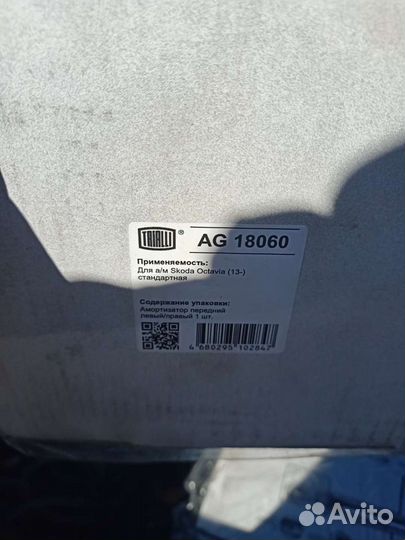 TRIALLI ® AG 18060
Применяемость:
Для а/м Skoda Octavia (13-)
стандартная
Содержание упаковки:
Амортизатор передний
левый/правый 1 шт.
4 680295 102847
Avito